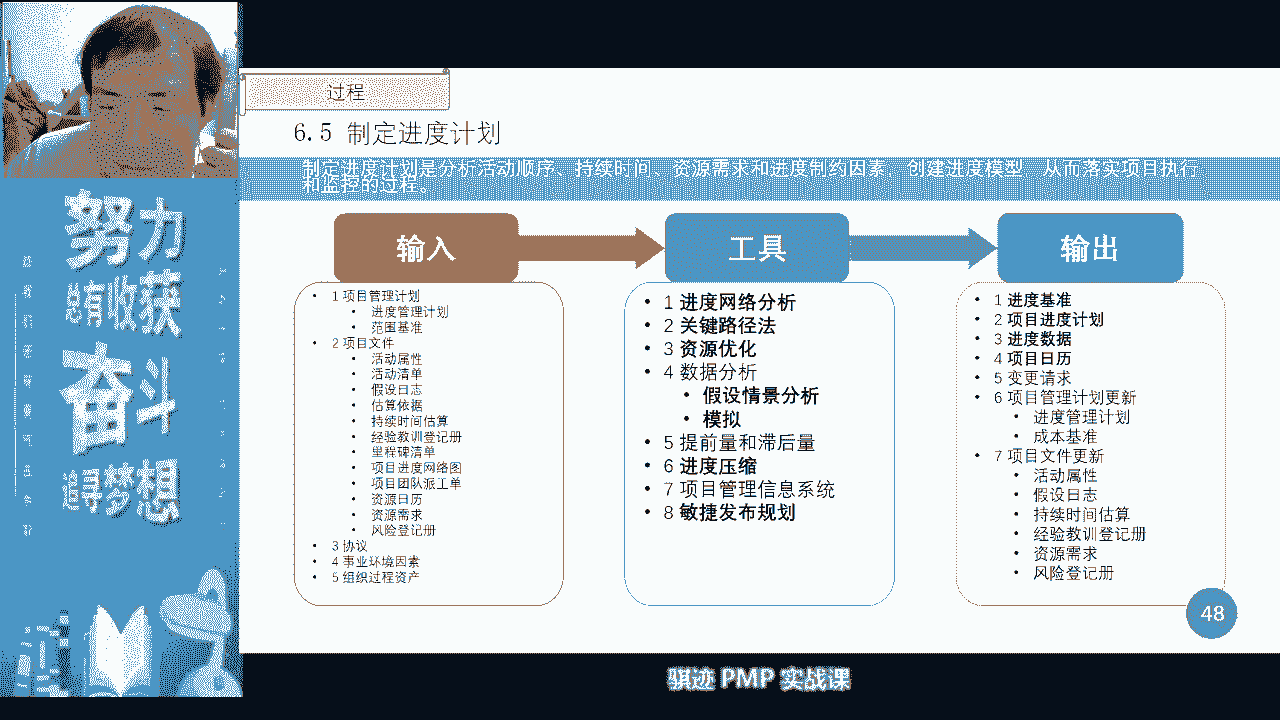 过程
6.5 制定进度计划
制定进度计划是分析活动顺序、持续时间、资源需求和进度制约因素，创建进度模型，从而落实项目执行
和监控的过程。
努力
总有收获
奋斗
追寻梦想
输入
1 项目管理计划
进度管理计划
范围基准
2 项目文件
活动属性
活动清单
假设日志
估算依据
持续时间估算
经验教训登记册
里程碑清单
项目进度网络图
项目团队派工单
资源日历
资源需求
风险登记册
3 协议
4 事业环境因素
5 组织过程资产
工具
1 进度网络分析
2 关键路径法
3 资源优化
4 数据分析
假设情景分析
模拟
5 提前量和滞后量
6 进度压缩
7 项目管理信息系统
8 敏捷发布规划
输出
1 进度基准
2 项目进度计划
3 进度数据
4 项目日历
5 变更请求
6 项目管理计划更新
进度管理计划
成本基准
7 项目文件更新
活动属性
假设日志
持续时间估算
经验教训登记册
资源需求
风险登记册
48
骐迹 PMP 实战课